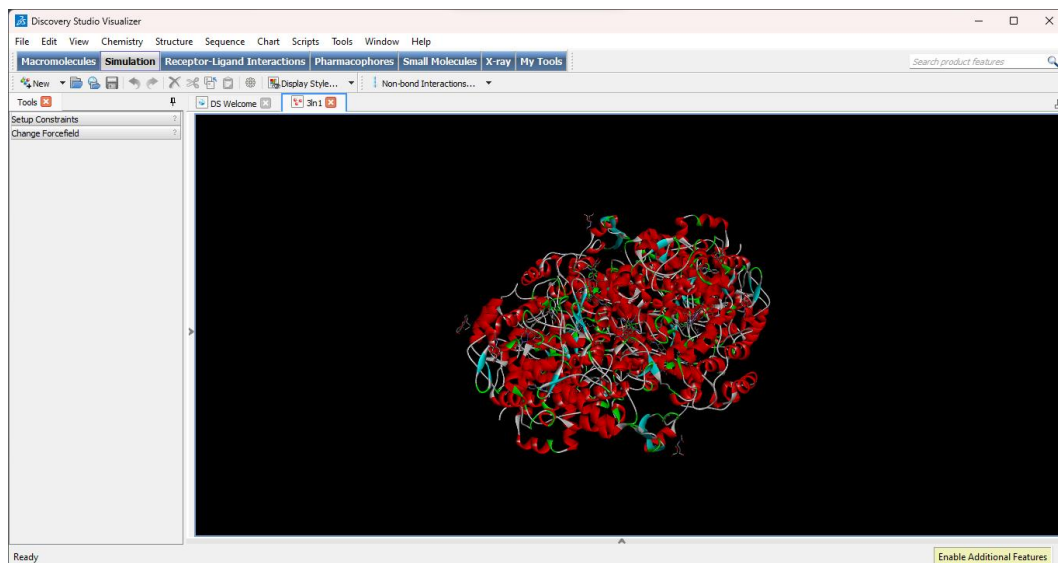 Discovery Studio Visualizer
File Edit View Chemistry Structure Sequence Chart Scripts Tools Window Help
Macromolecules Simulation Receptor-Ligand Interactions Pharmacophores Small Molecules X-ray My Tools Search product features
New Display Style... Non-bond Interactions...
Tools DS Welcome 3ln1
Setup Constraints ?
Change Forcefield ?
Ready Enable Additional Features